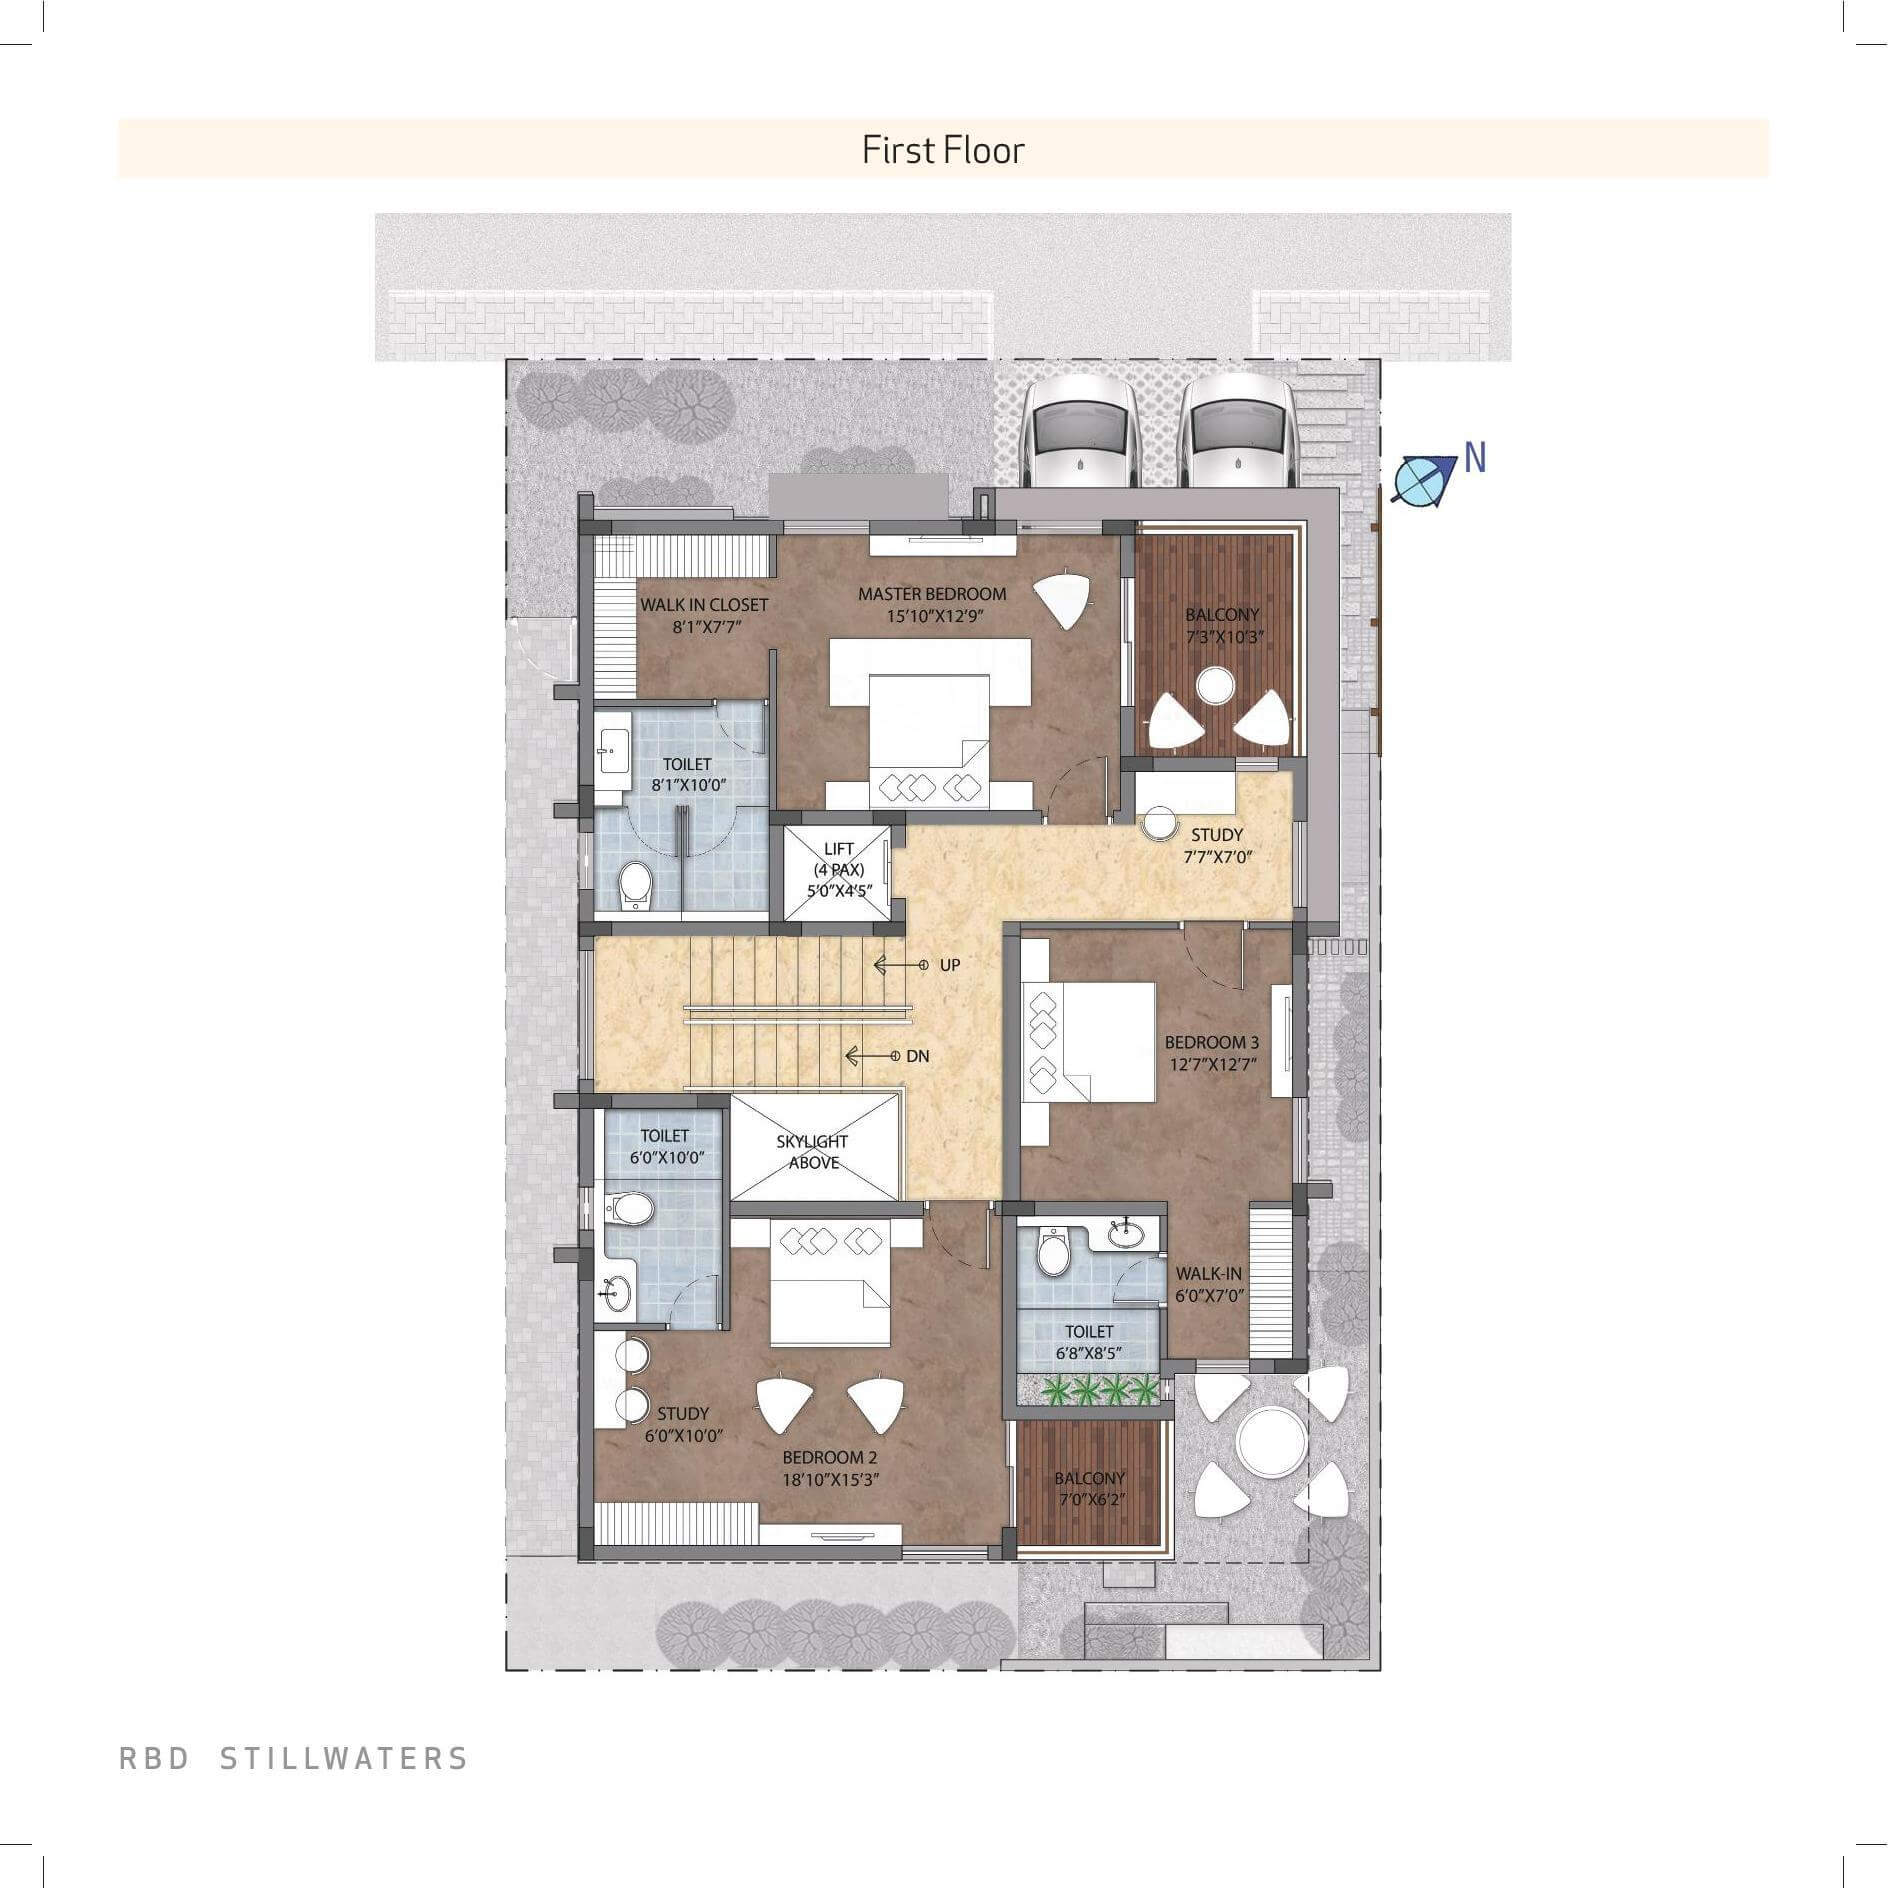 First Floor
N
WALK IN CLOSET
8'1"X7'7"
MASTER BEDROOM
15'10"X12'9"
BALCONY
7'3"X10'3"
TOILET
8'1"X10'0"
LIFT
(4 PAX)
5'0"X4'5"
STUDY
7'7"X7'0"
UP
DN
BEDROOM 3
12'7"X12'7"
TOILET
6'0"X10'0"
SKYLIGHT
ABOVE
WALK-IN
6'0"X7'0"
TOILET
6'8"X8'5"
STUDY
6'0"X10'0"
BEDROOM 2
18'10"X15'3"
BALCONY
7'0"X6'2"
RBD STILLWATERS